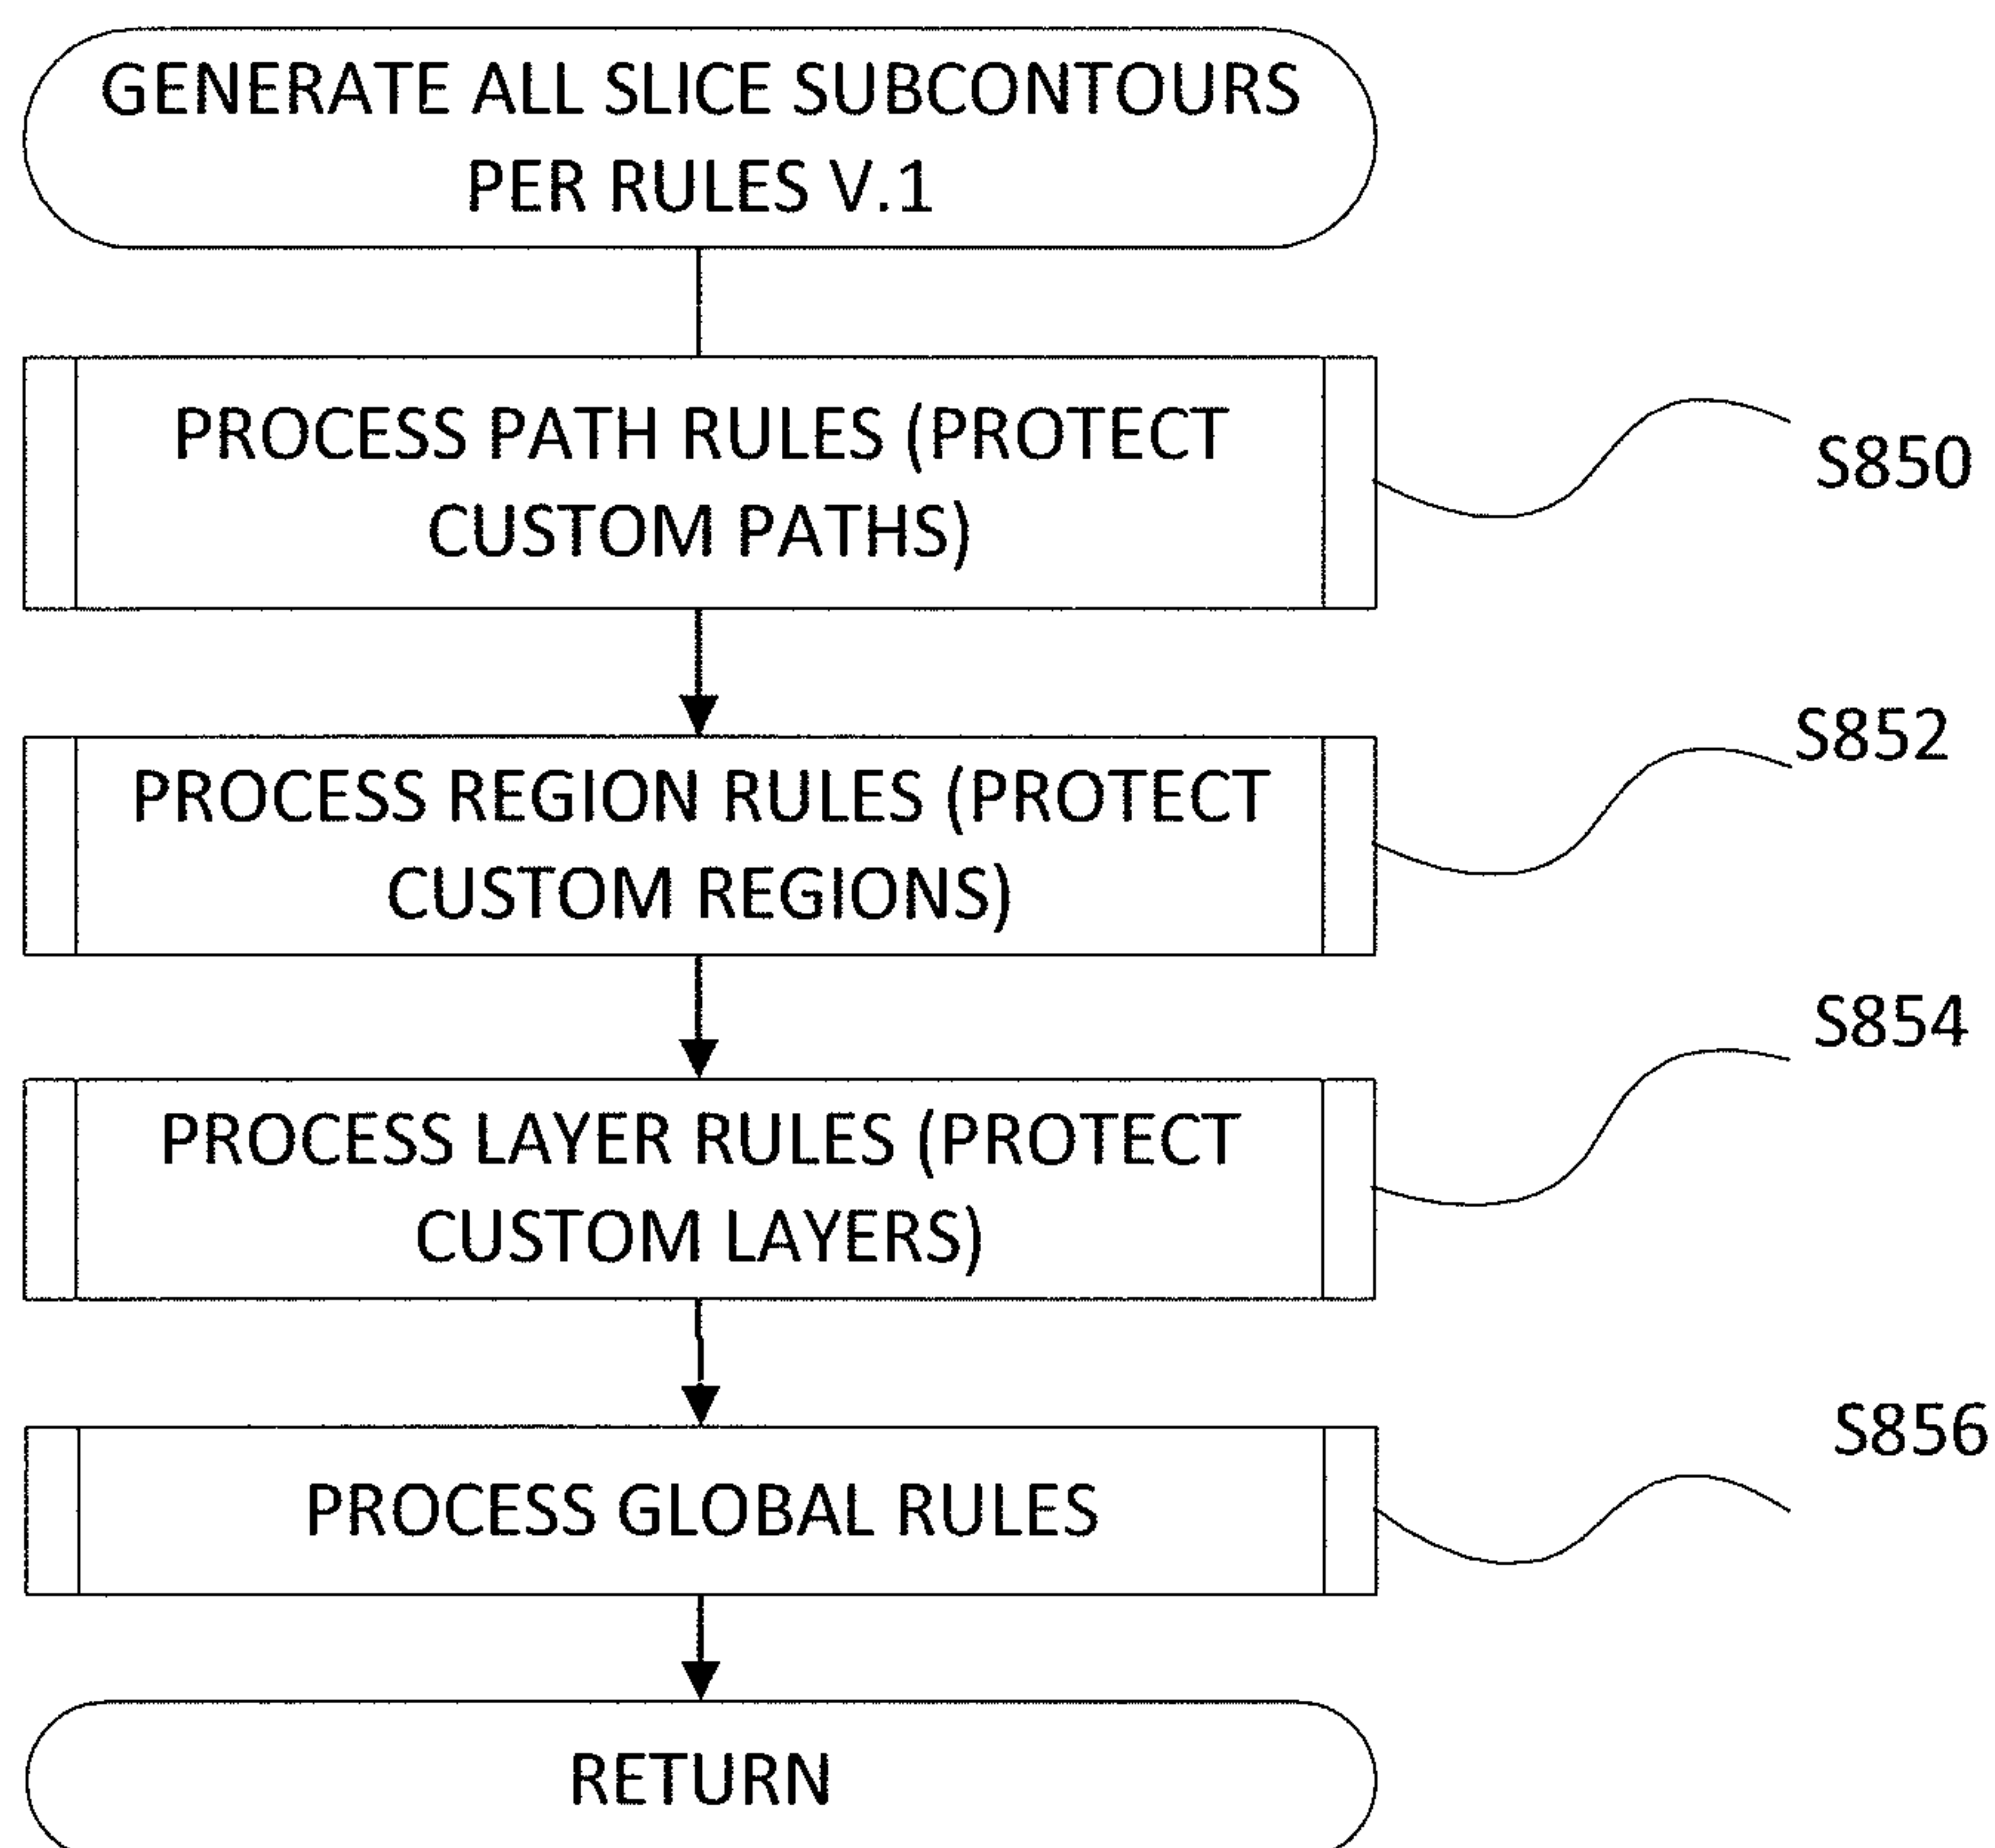 GENERATE ALL SLICE SUBCONTOURS
PER RULES V.1
PROCESS PATH RULES (PROTECT
CUSTOM PATHS)
S850
S852
PROCESS REGION RULES (PROTECT
CUSTOM REGIONS)
S854
PROCESS LAYER RULES (PROTECT
CUSTOM LAYERS)
S856
PROCESS GLOBAL RULES
RETURN